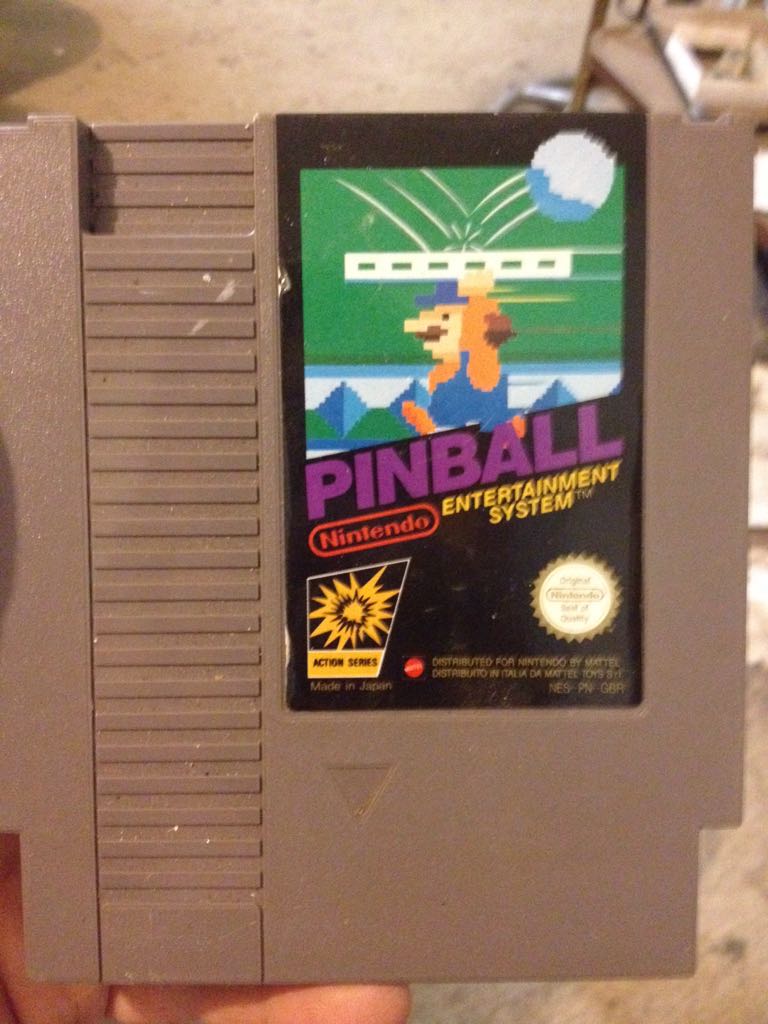 PINBALL
Nintendo
ENTERTAINMENT
SYSTEM™
Original
Nintendo
Seal of
Quality
ACTION SERIES
Made in Japan
MATTEL
DISTRIBUTED FOR NINTENDO BY MATTEL
DISTRIBUITO IN ITALIA DA MATTEL TOYS
NES-PN-GBR